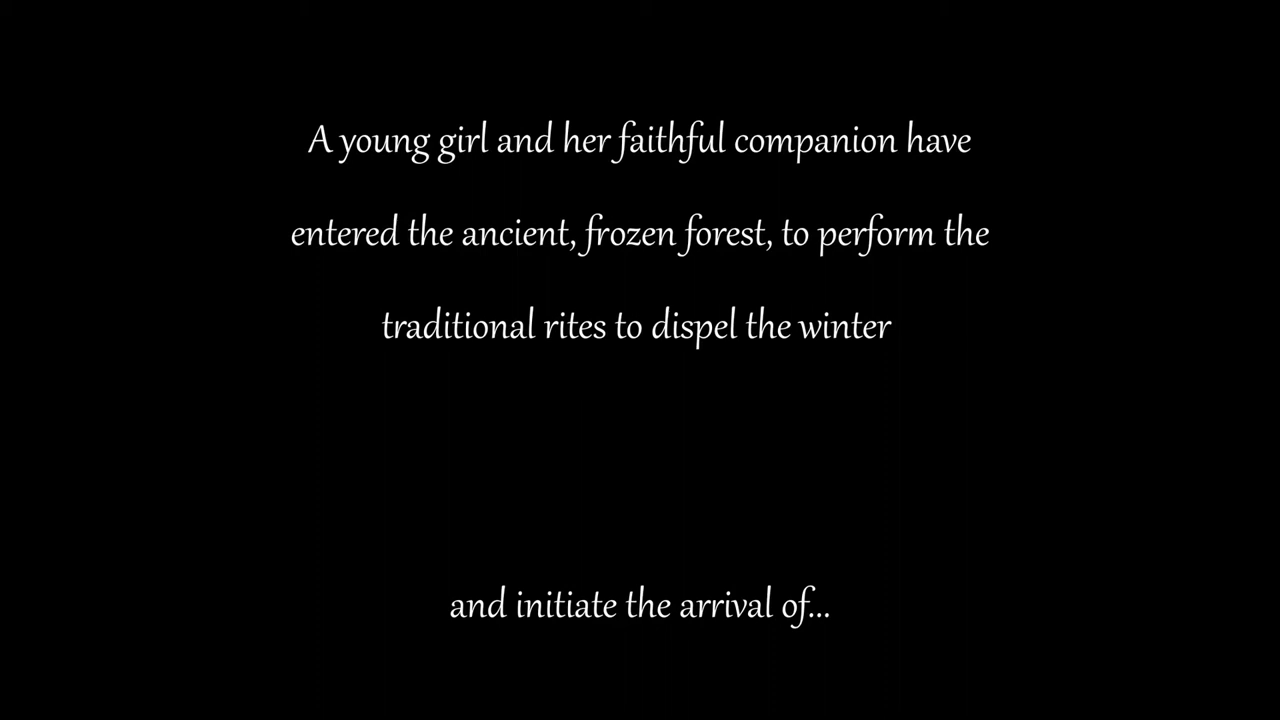 A young girl and her faithful companion have
entered the ancient, frozen forest, to perform the
traditional rites to dispel the winter
and initiate the arrival of...